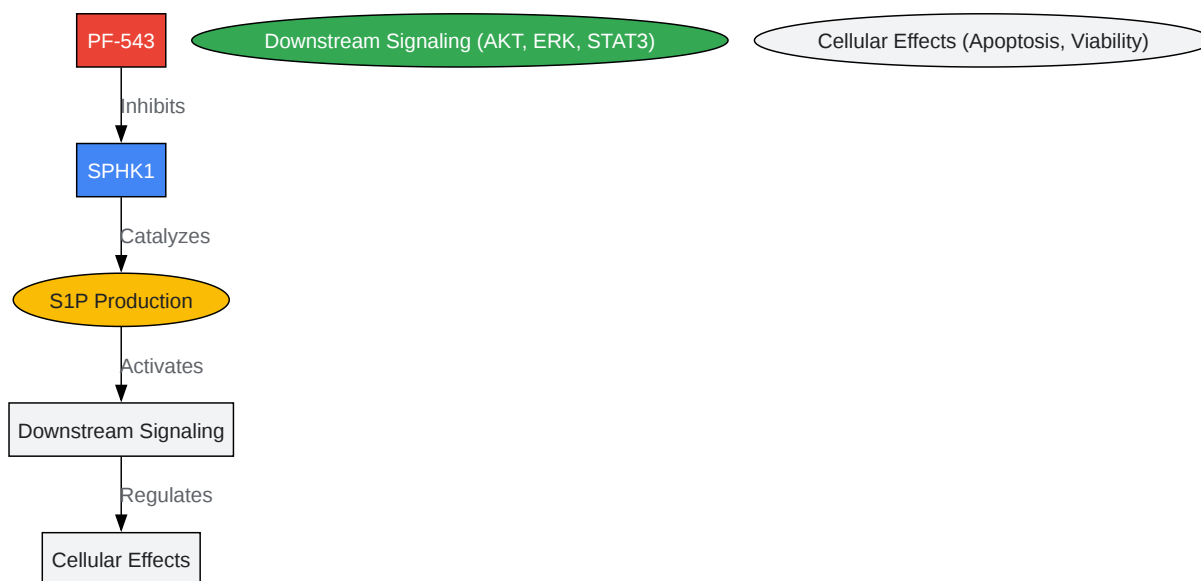 PF-543
Downstream Signaling (AKT, ERK, STAT3)
Cellular Effects (Apoptosis, Viability)
Inhibits
SPHK1
Catalyzes
S1P Production
Activates
Downstream Signaling
Regulates
Cellular Effects